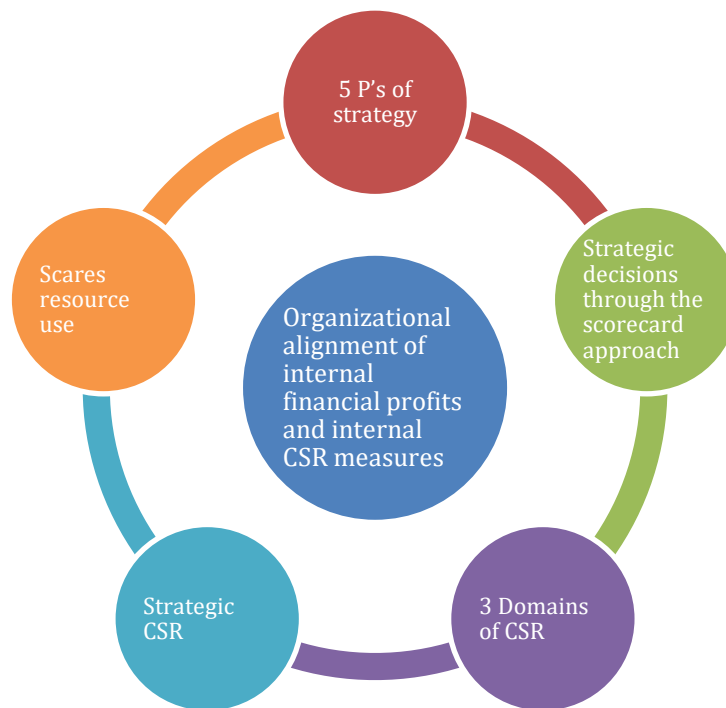 5 P’s of
strategy
Strategic
decisions
through the
scorecard
approach
3 Domains
of CSR
Strategic
CSR
Scares
resource
use
Organizational
alignment of
internal
financial profits
and internal
CSR measures